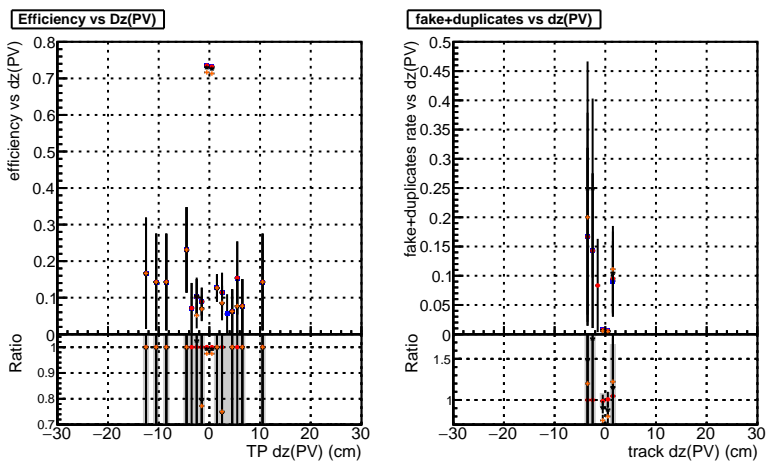 Efficiency vs Dz(PV)
efficiency vs dz(PV)
0.8
0.7
0.6
0.5
0.4
0.3
0.2
0.1
0
Ratio
1
0.9
0.8
0.7
−30 −20 −10 0 10 20 30
TP dz(PV) (cm)
fake+duplicates vs dz(PV)
fake+duplicates rate vs dz(PV)
0.5
0.45
0.4
0.35
0.3
0.25
0.2
0.15
0.1
0.05
0
Ratio
1.5
1
−30 −20 −10 0 10 20 30
track dz(PV) (cm)